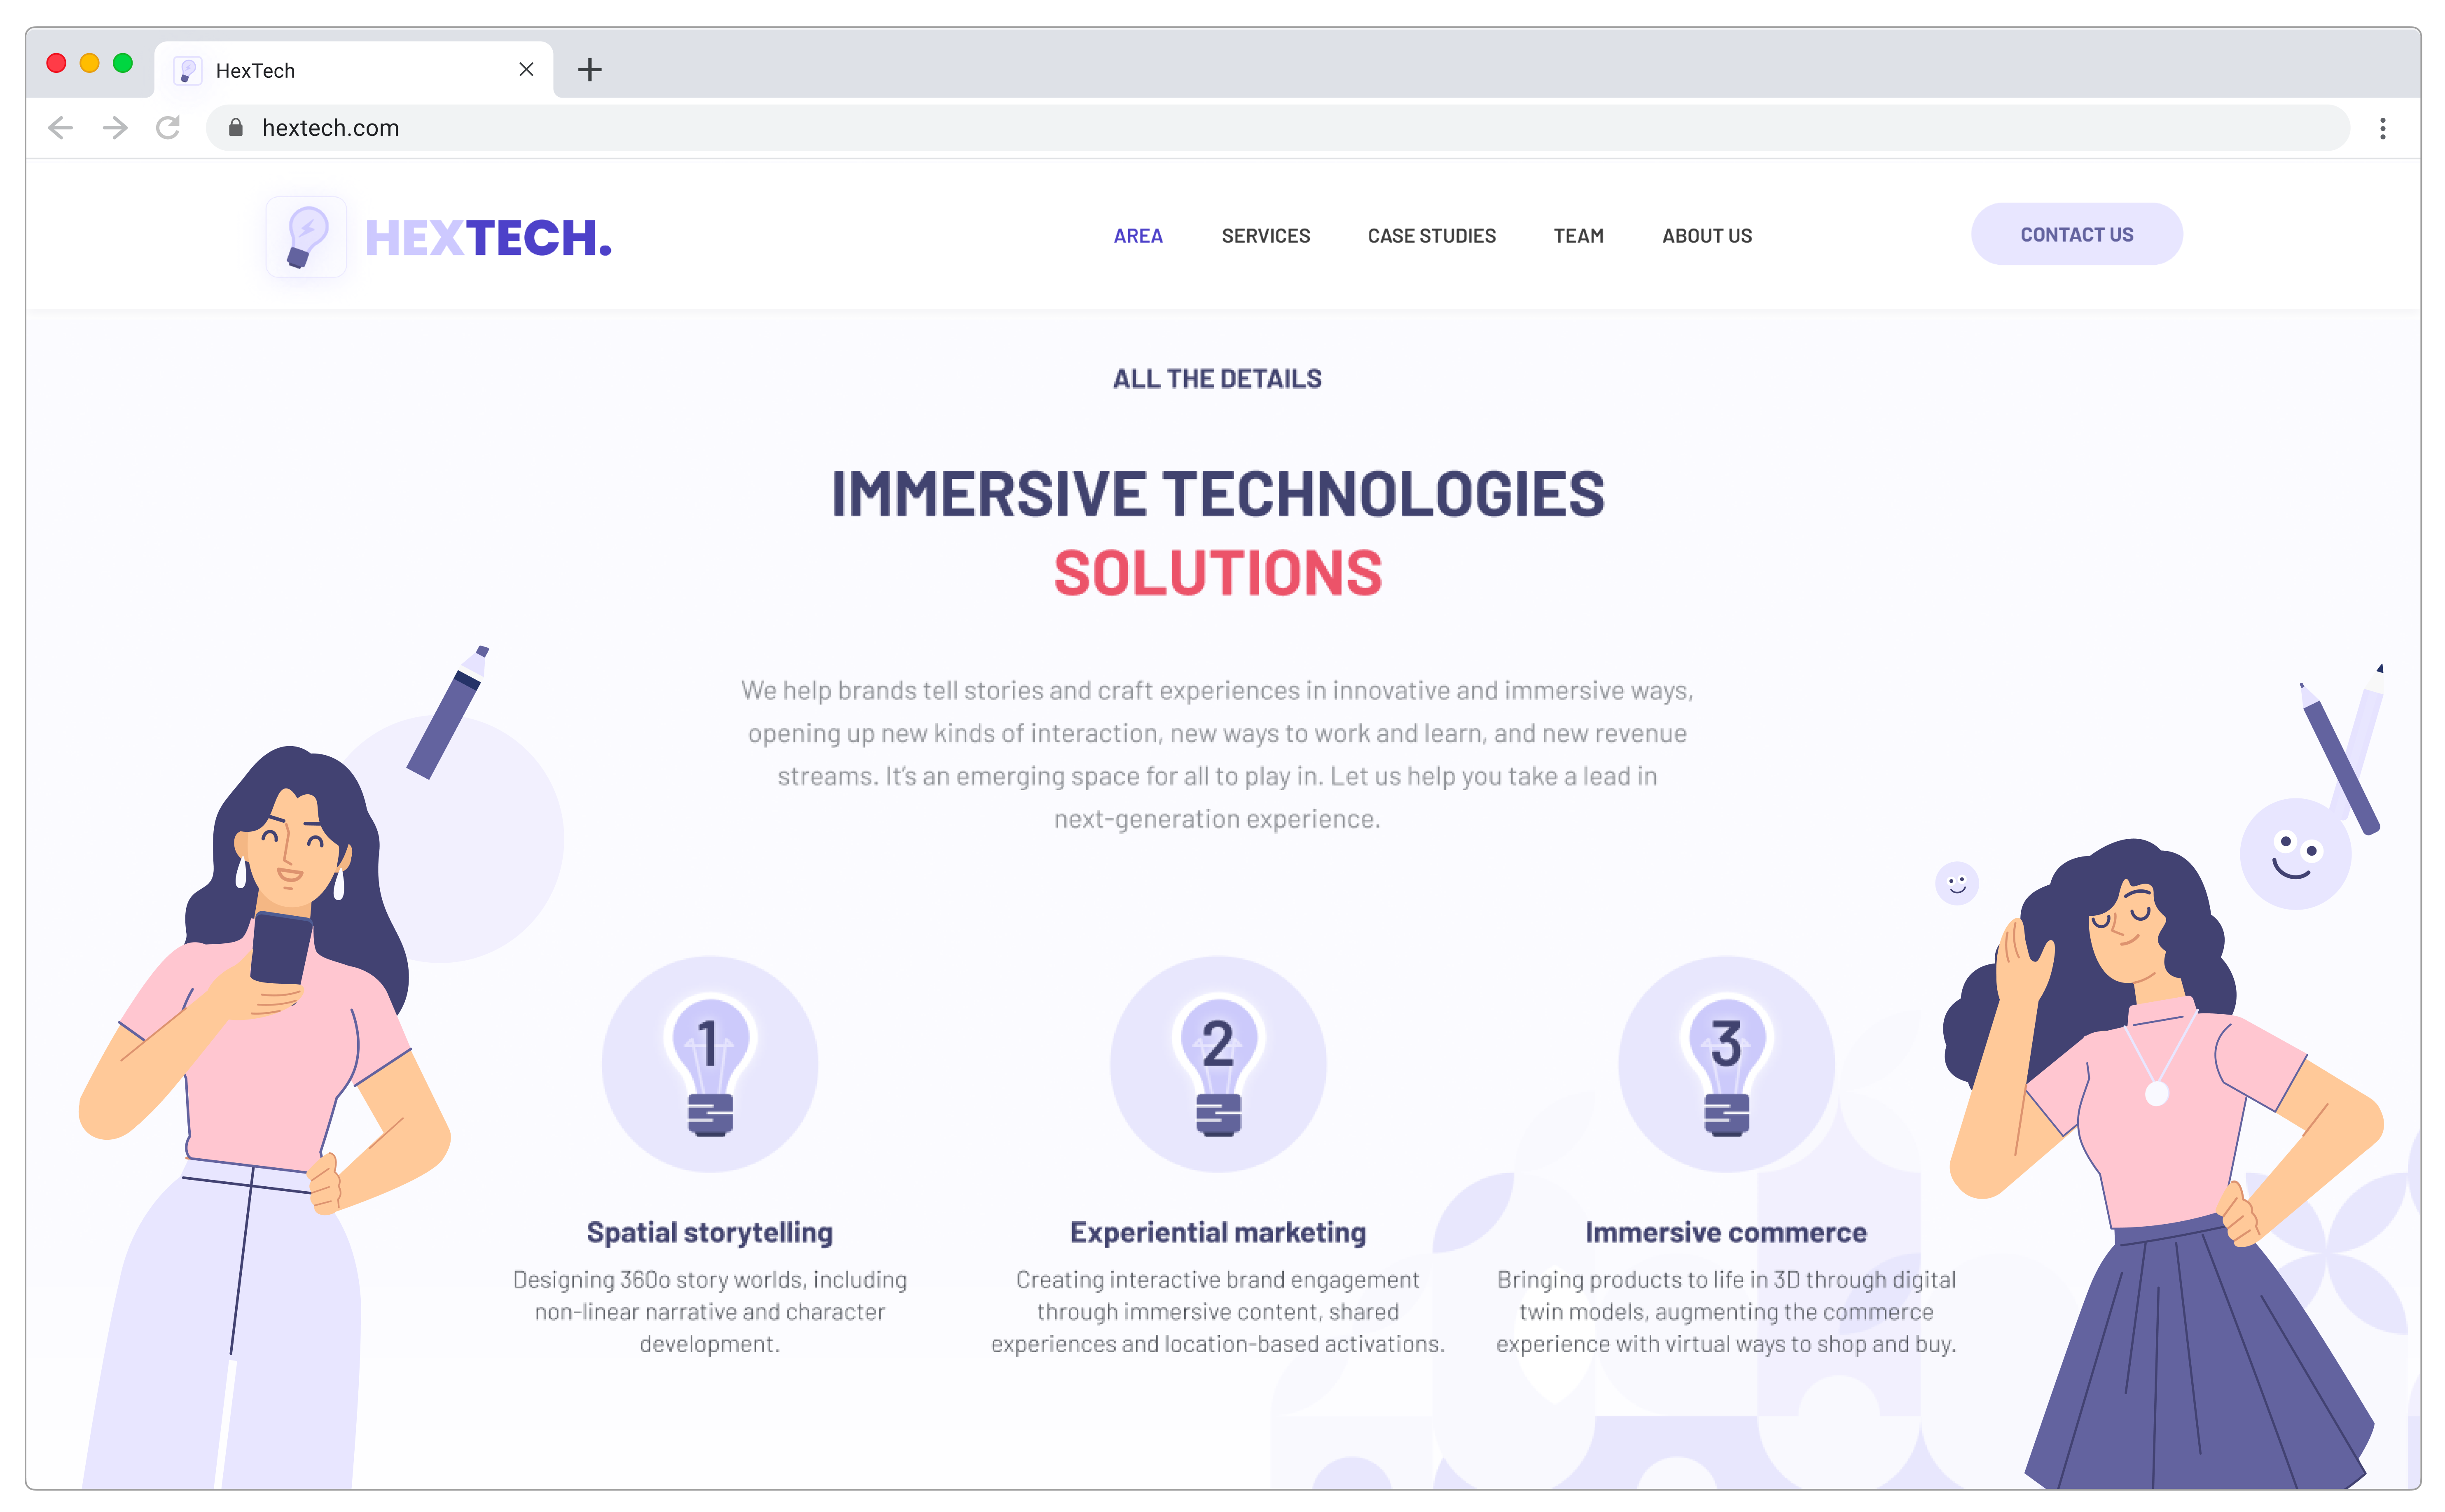 HexTech
hextech.com
HEXTECH.
AREA SERVICES CASE STUDIES TEAM ABOUT US CONTACT US
ALL THE DETAILS
IMMERSIVE TECHNOLOGIES
SOLUTIONS
We help brands tell stories and craft experiences in innovative and immersive ways,
opening up new kinds of interaction, new ways to work and learn, and new revenue
streams. It’s an emerging space for all to play in. Let us help you take a lead in
next-generation experience.
1
Spatial storytelling
Designing 360o story worlds, including
non-linear narrative and character
development.
2
Experiential marketing
Creating interactive brand engagement
through immersive content, shared
experiences and location-based activations.
3
Immersive commerce
Bringing products to life in 3D through digital
twin models, augmenting the commerce
experience with virtual ways to shop and buy.